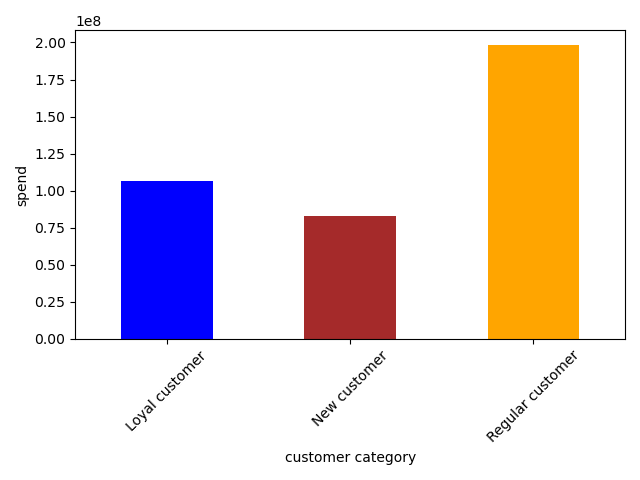 1e8
2.00
1.75
1.50
1.25
1.00
0.75
0.50
0.25
0.00
spend
Loyal customer
New customer
Regular customer
customer category